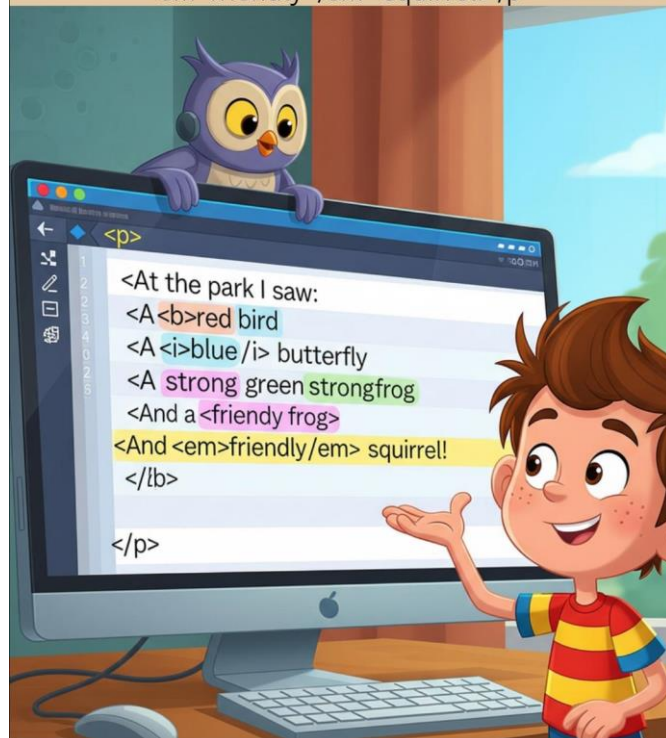 <p>
<At the park I saw:
<A <b>red bird
<A <i>blue/i> butterfly
<A strong green strongfrog
<And a <friendy frog>
<And <em>friendly/em> squirrel!
</lb>
</p>